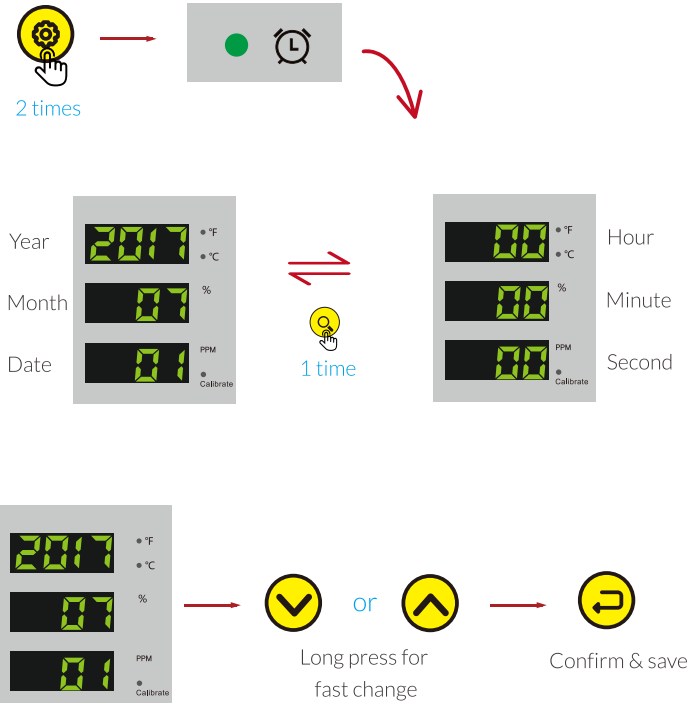 2 times
Year
2017
°F
°C
Month
07
%
Date
01
PPM
Calibrate
1 time
00
°F
°C
Hour
00
%
Minute
00
PPM
Calibrate
Second
2017
°F
°C
07
%
01
PPM
Calibrate
or
Long press for
fast change
Confirm & save